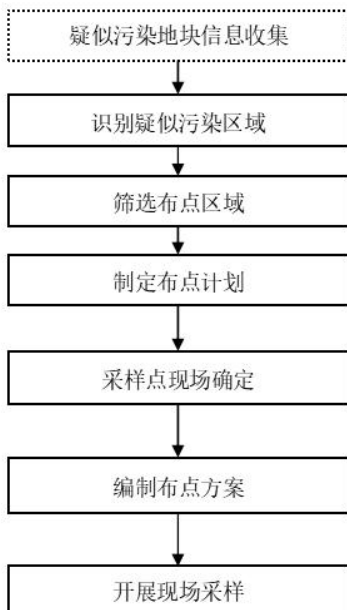 疑似污染地块信息收集
识别疑似污染区域
筛选布点区域
制定布点计划
采样点现场确定
编制布点方案
开展现场采样